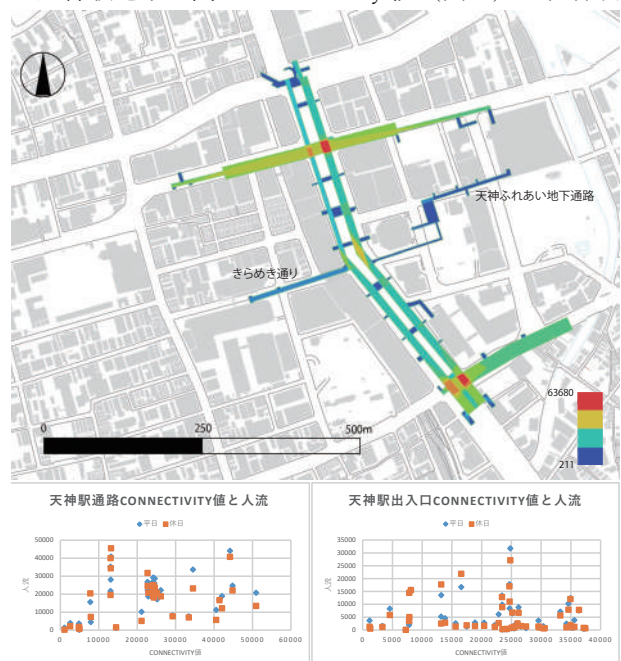 天神ふれあい地下通路
きらめき通り
63680
211
0 250 500m
天神駅通路CONNECTIVITY値と人流
◆平日 ■休日
50000
40000
30000
20000
10000
0
人流
0 10000 20000 30000 40000 50000 60000
CONNECTIVITY値
天神駅出入口CONNECTIVITY値と人流
◆平日 ■休日
35000
30000
25000
20000
15000
10000
5000
0
人流
0 5000 10000 15000 20000 25000 30000 35000 40000
CONNECTIVITY値